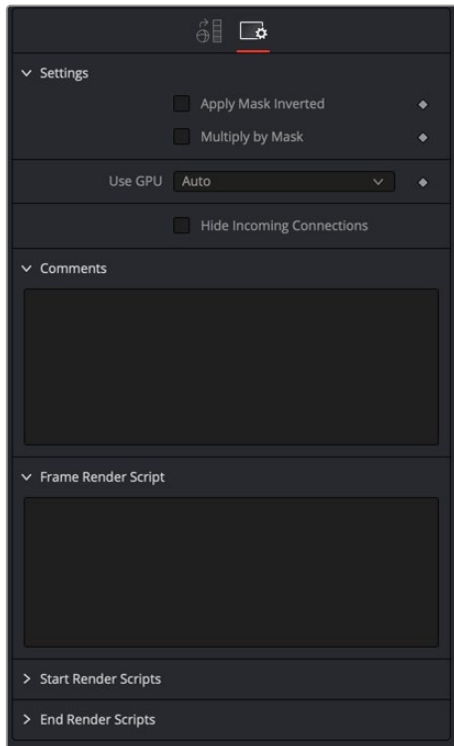 Settings
Apply Mask Inverted
Multiply by Mask
Use GPU Auto
Hide Incoming Connections
Comments
Frame Render Script
Start Render Scripts
End Render Scripts